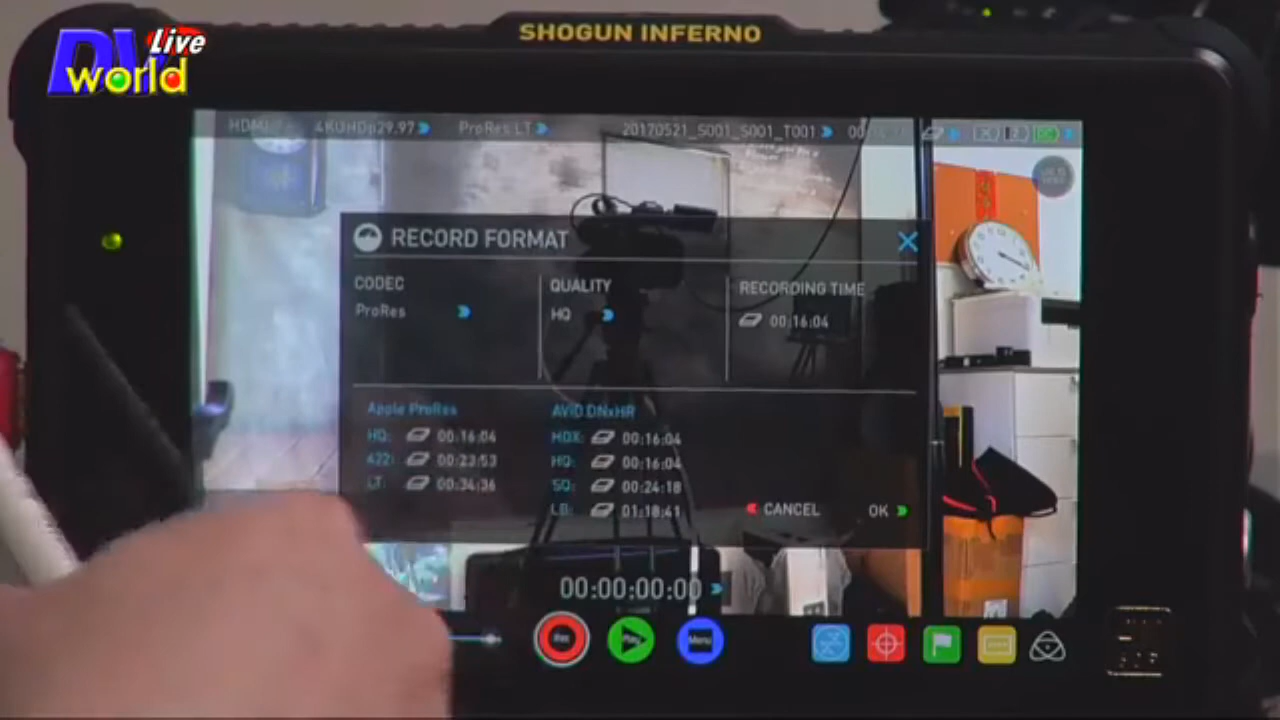 DV Live
world
SHOGUN INFERNO
4KUHDp29.97
ProRes LT
20170521_S001_S001_T001
RECORD FORMAT
CODEC
ProRes
QUALITY
HQ
RECORDING TIME
00:16:04
Apple ProRes
HQ: 00:16:04
422: 00:23:53
LT: 00:34:36
AVID DNxHR
HQX: 00:16:04
HQ: 00:16:04
SQ: 00:24:18
LB: 01:18:41
CANCEL
OK
00:00:00:00
Rec
Play
Menu